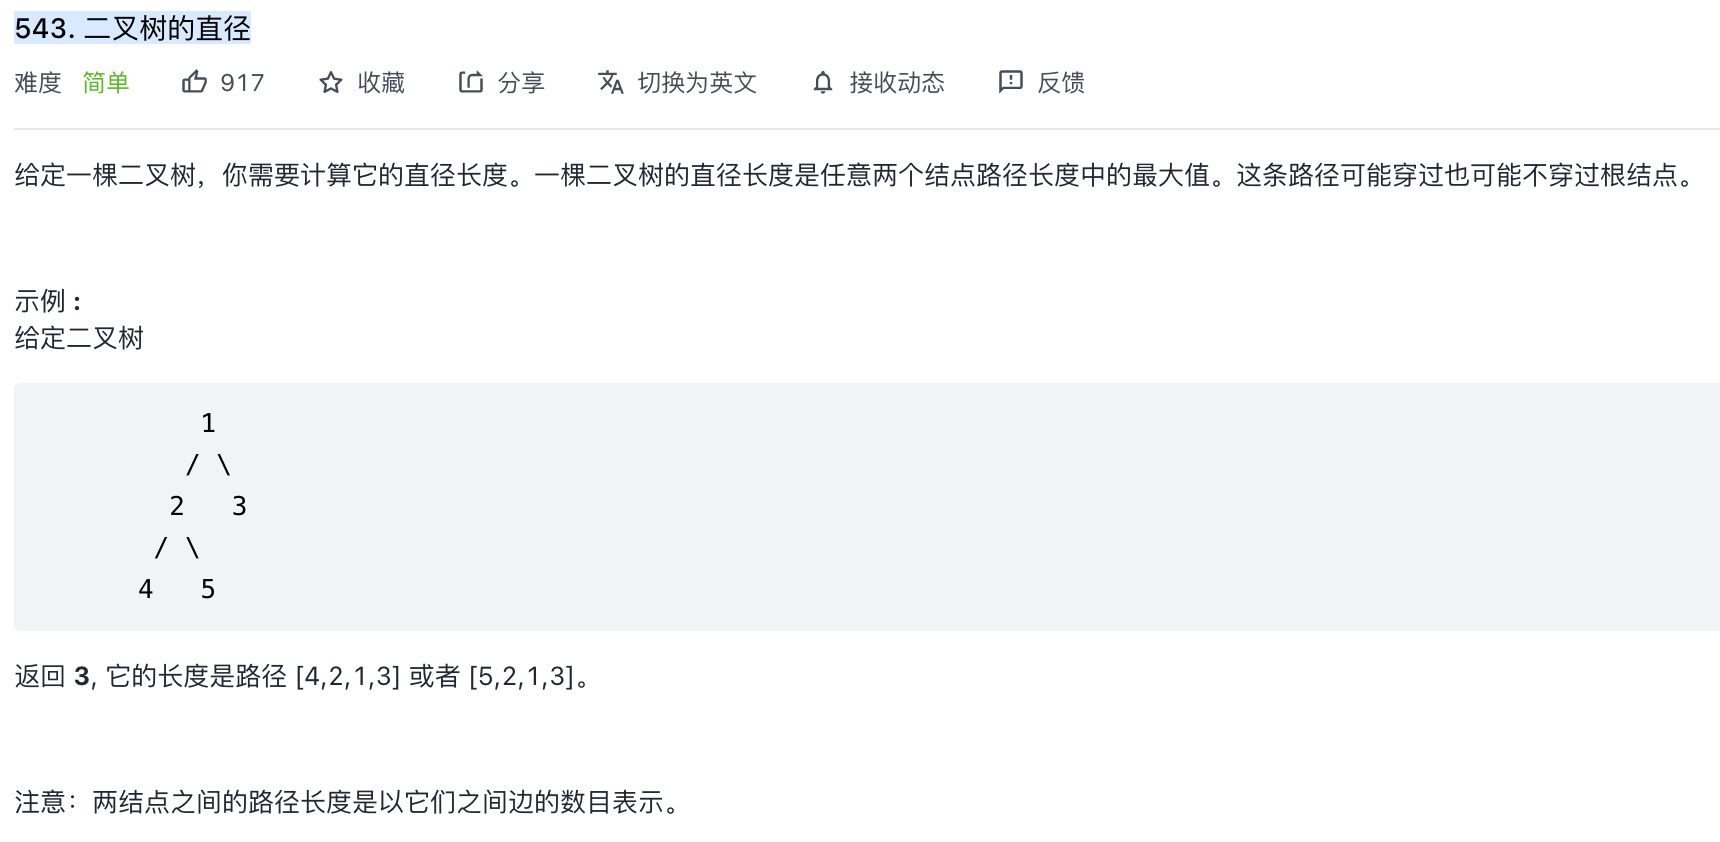 543. 二叉树的直径
难度 简单 917 收藏 分享 切换为英文 接收动态 反馈
给定一棵二叉树，你需要计算它的直径长度。一棵二叉树的直径长度是任意两个结点路径长度中的最大值。这条路径可能穿过也可能不穿过根结点。
示例 :
给定二叉树
1
/ \
2 3
/ \
4 5
返回 3, 它的长度是路径 [4,2,1,3] 或者 [5,2,1,3]。
注意：两结点之间的路径长度是以它们之间边的数目表示。